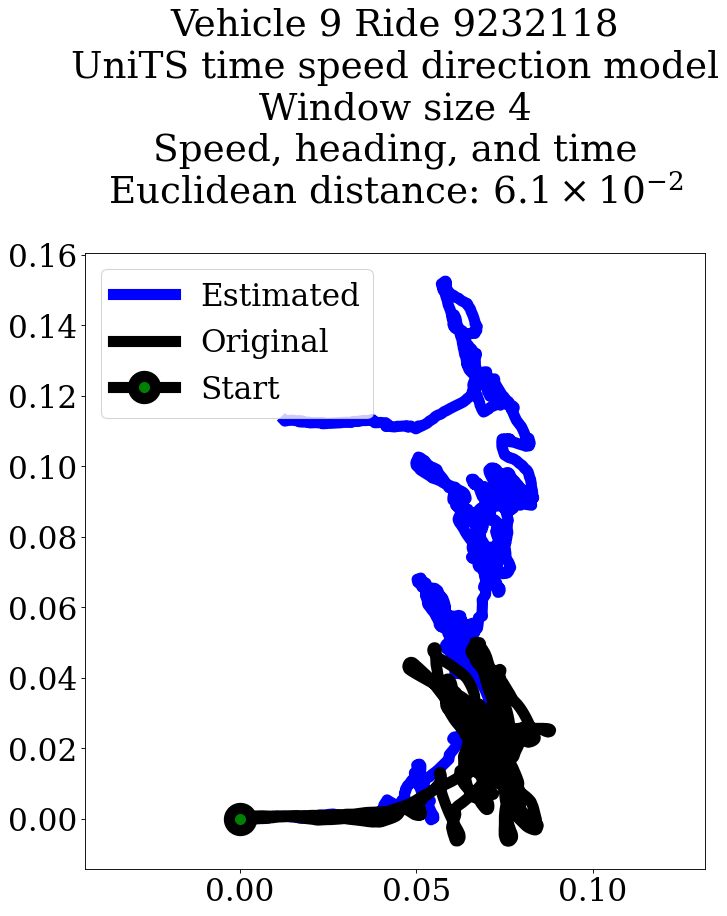 Vehicle 9 Ride 9232118
UniTS time speed direction model
Window size 4
Speed, heading, and time
Euclidean distance: 6.1 × 10⁻²
0.16
0.14
0.12
0.10
0.08
0.06
0.04
0.02
0.00
Estimated
Original
Start
0.00 0.05 0.10